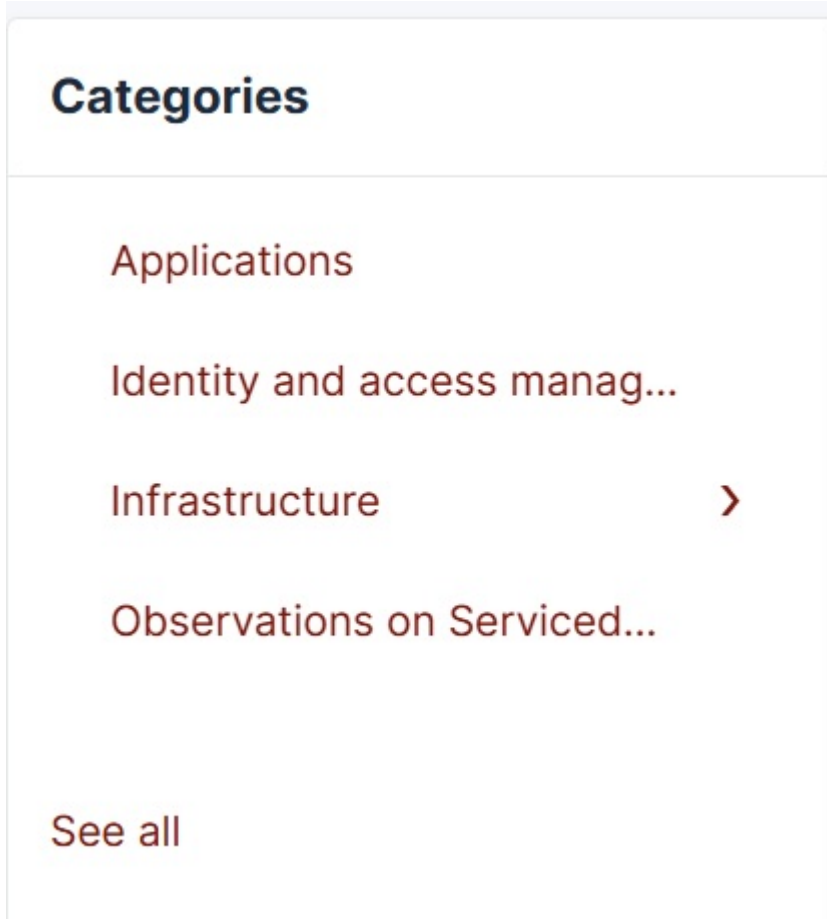 Categories
Applications
Identity and access manag...
Infrastructure
Observations on Serviced...
See all